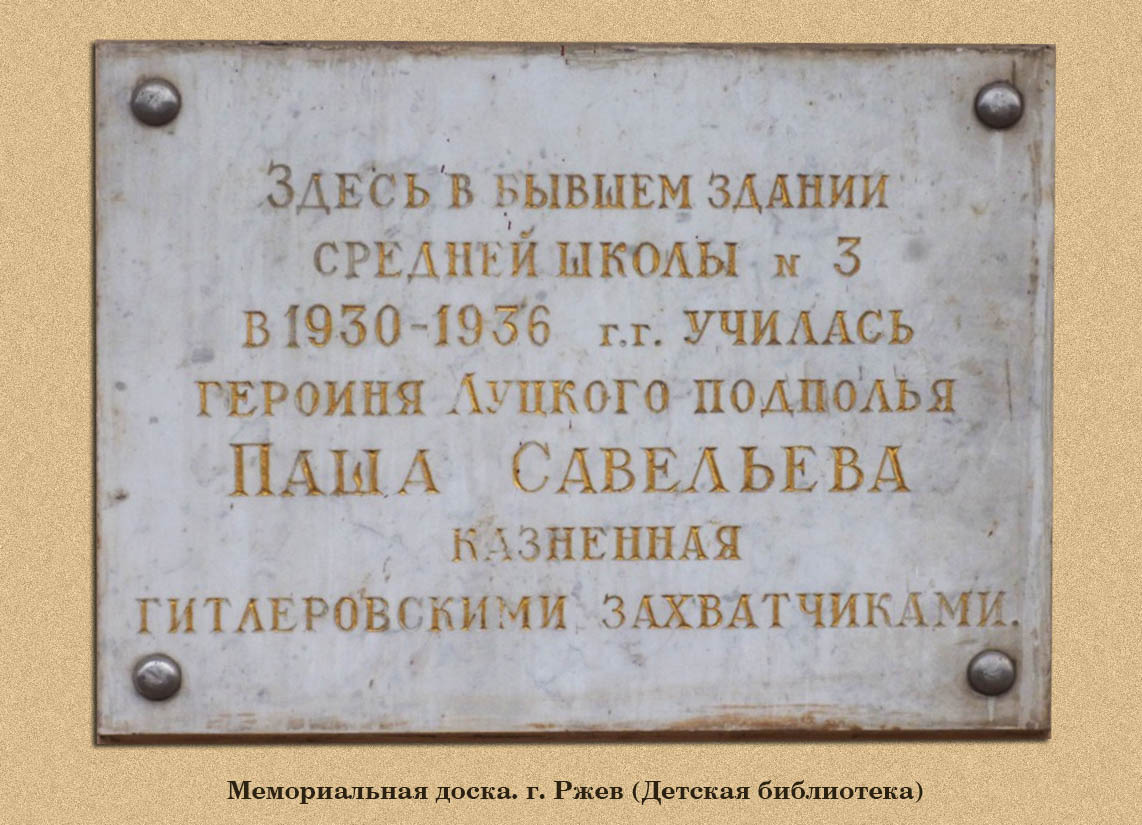 Здесь в бывшем здании
средней школы № 3
в 1930-1936 г.г. училась
героиня Луцкого подполья
Паша Савельева
казненная
гитлеровскими захватчиками.
Мемориальная доска. г. Ржев (Детская библиотека)